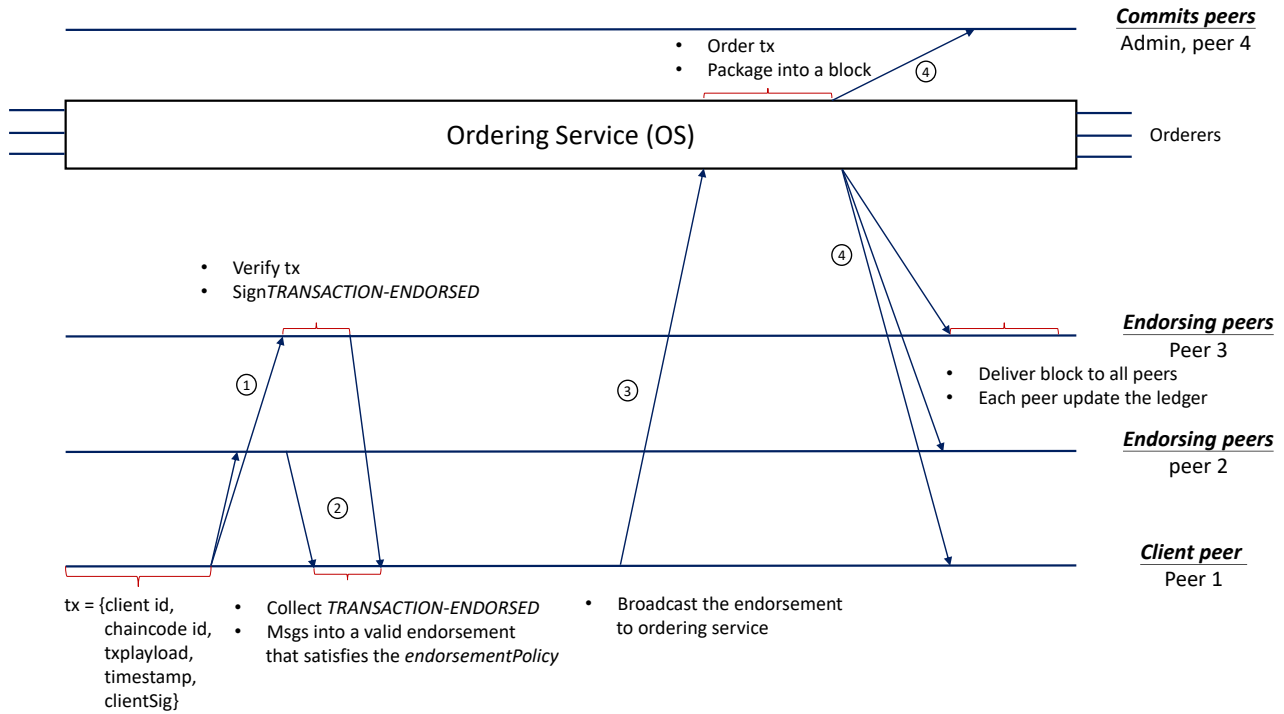 Commits peers
Admin, peer 4
• Order tx
• Package into a block
4
Ordering Service (OS)
Orderers
• Verify tx
• SignTRANSACTION-ENDORSED
4
Endorsing peers
Peer 3
1
3
• Deliver block to all peers
• Each peer update the ledger
Endorsing peers
peer 2
2
Client peer
Peer 1
tx = {client id,
chaincode id,
txplayload,
timestamp,
clientSig}
• Collect TRANSACTION-ENDORSED
• Msgs into a valid endorsement
that satisfies the endorsementPolicy
• Broadcast the endorsement
to ordering service